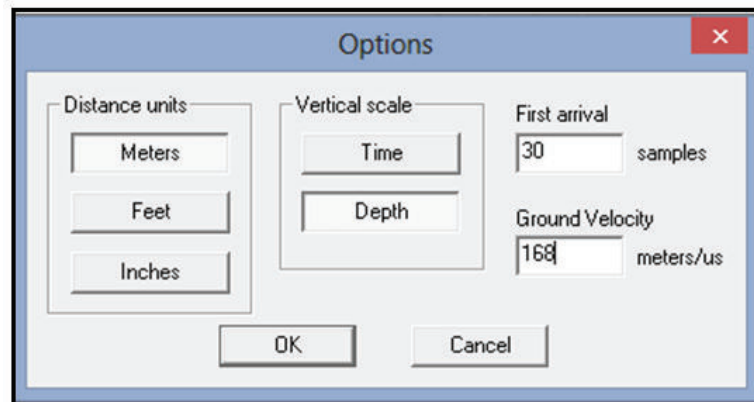 Options
Distance units
Meters
Feet
Inches
Vertical scale
Time
Depth
First arrival
30 samples
Ground Velocity
168 meters/us
OK
Cancel